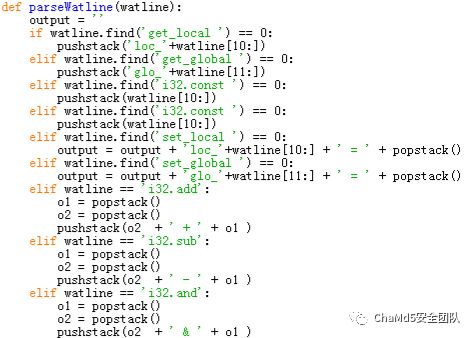 def parseWatline(watline):
    output = ''
    if watline.find('get_local ') == 0:
        pushstack('loc_'+watline[10:])
    elif watline.find('get_global ') == 0:
        pushstack('glo_'+watline[11:])
    elif watline.find('i32.const ') == 0:
        pushstack(watline[10:])
    elif watline.find('i32.const ') == 0:
        pushstack(watline[10:])
    elif watline.find('set_local ') == 0:
        output = output + 'loc_'+watline[10:] + ' = ' + popstack()
    elif watline.find('set_global ') == 0:
        output = output + 'glo_'+watline[11:] + ' = ' + popstack()
    elif watline == 'i32.add':
        o1 = popstack()
        o2 = popstack()
        pushstack(o2  + ' + ' + o1 )
    elif watline == 'i32.sub':
        o1 = popstack()
        o2 = popstack()
        pushstack(o2  + ' - ' + o1 )
    elif watline == 'i32.and':
        o1 = popstack()
        o2 = popstack()
        pushstack(o2  + ' & ' + o1 )
ChaMd5安全团队